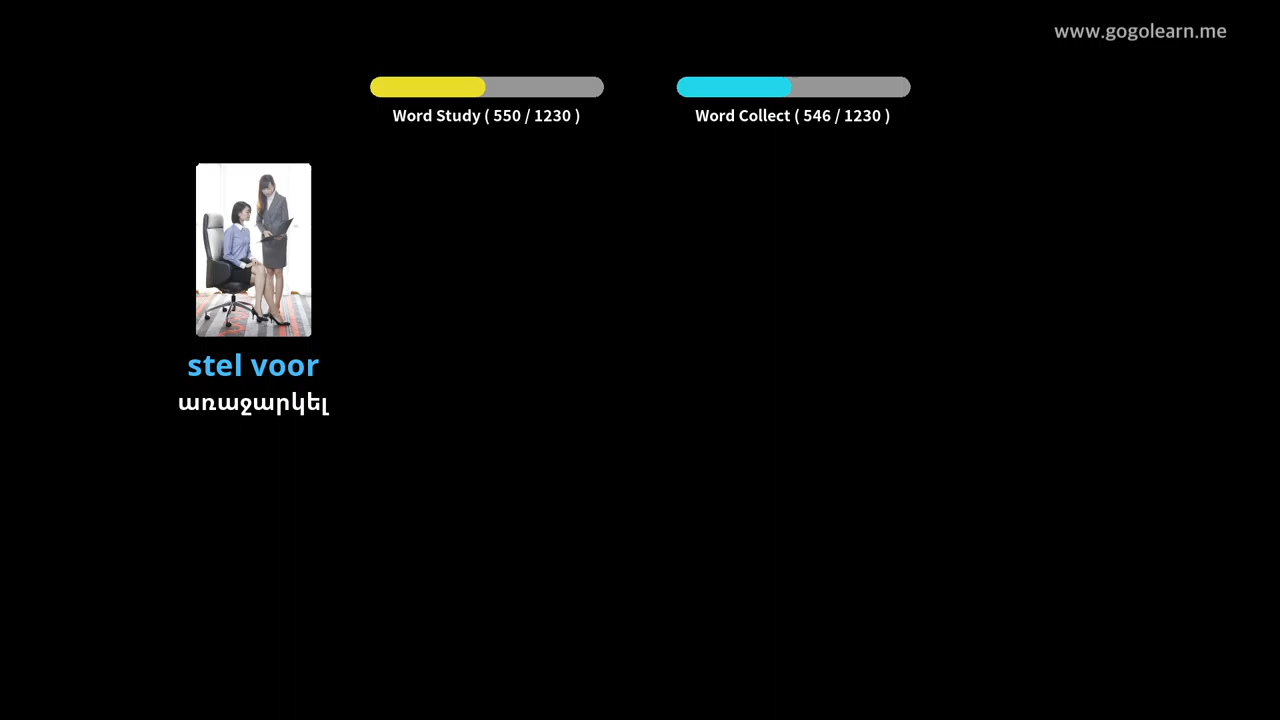 www.gogolearn.me
Word Study ( 550 / 1230 )
Word Collect ( 546 / 1230 )
stel voor
առաջարկել